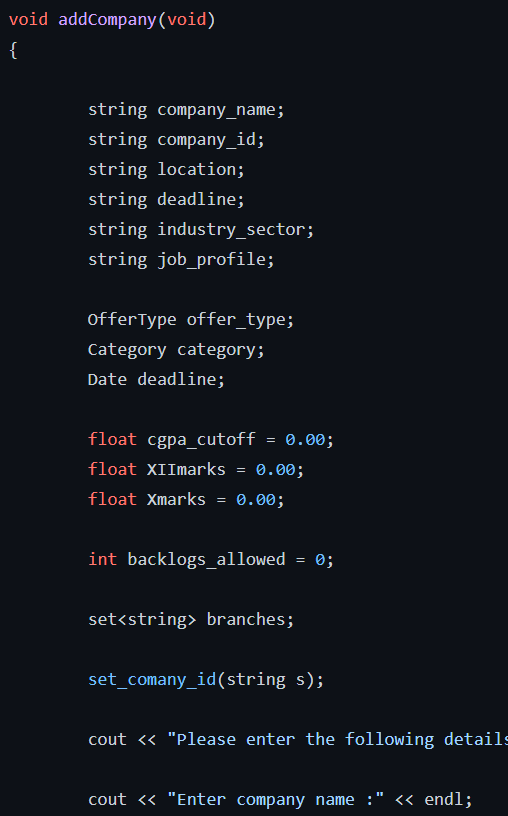 void addCompany(void)
{
string company_name;
string company_id;
string location;
string deadline;
string industry_sector;
string job_profile;
OfferType offer_type;
Category category;
Date deadline;
float cgpa_cutoff = 0.00;
float XIImarks = 0.00;
float Xmarks = 0.00;
int backlogs_allowed = 0;
set<string> branches;
set_comany_id(string s);
cout << "Please enter the following details
cout << "Enter company name :" << endl;